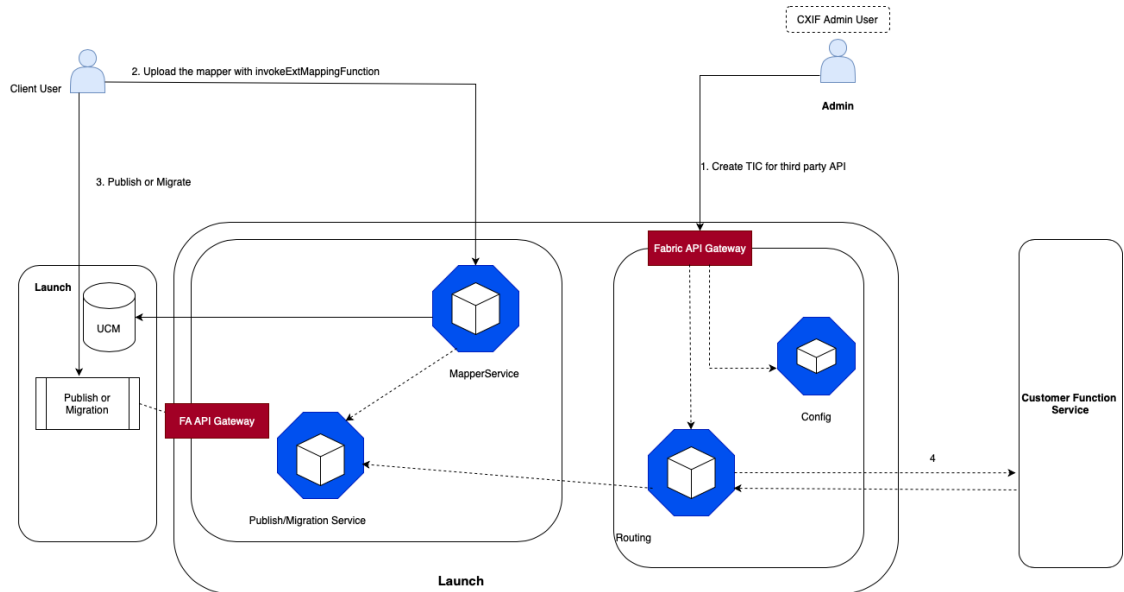 CXIF Admin User
2. Upload the mapper with invokeExtMappingFunction
Client User
Admin
1. Create TIC for third party API
3. Publish or Migrate
Fabric API Gateway
Launch
UCM
MapperService
Publish or
Migration
Customer Function
Service
FA API Gateway
Config
4
Publish/Migration Service
Routing
Launch